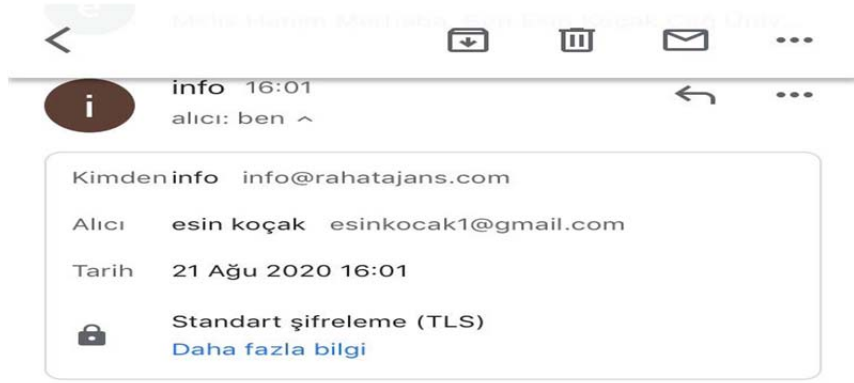 info 16:01
i
alıcı: ben
Kimden info info@rahatajans.com
Alıcı esin koçak esinkocak1@gmail.com
Tarih 21 Ağu 2020 16:01
Standart şifreleme (TLS)
Daha fazla bilgi